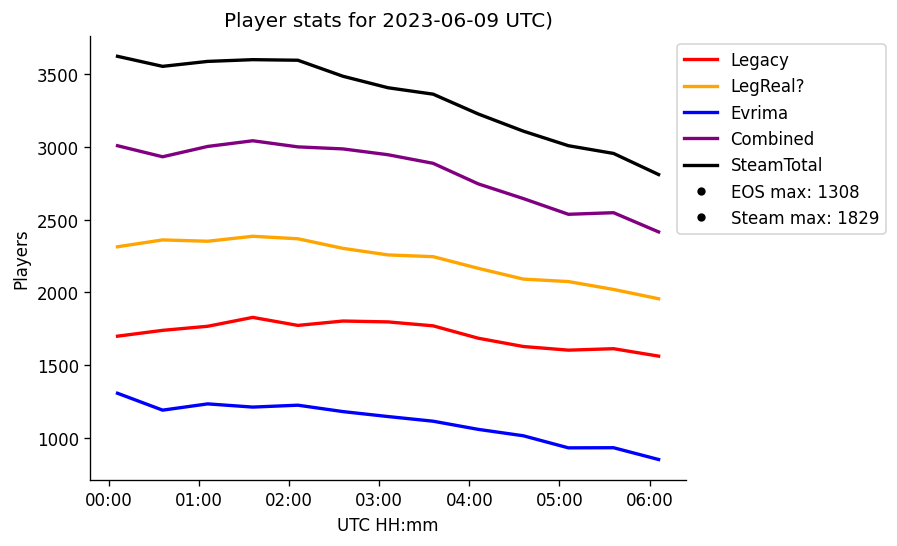 Player stats for 2023-06-09 UTC)
Legacy
LegReal?
Evrima
Combined
SteamTotal
EOS max: 1308
Steam max: 1829
Players
3500
3000
2500
2000
1500
1000
00:00 01:00 02:00 03:00 04:00 05:00 06:00
UTC HH:mm